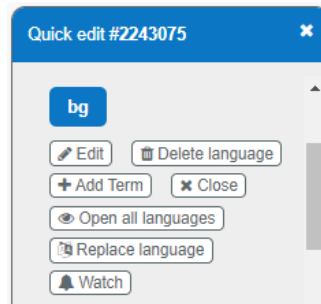 Quick edit #2243075
bg
Edit Delete language
Add Term Close
Open all languages
Replace language
Watch